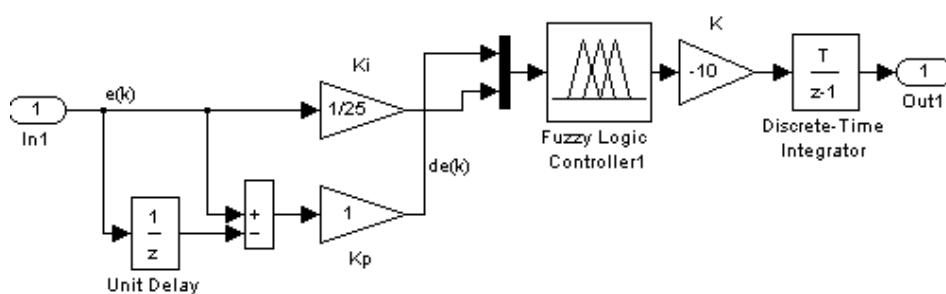 K
Ki
e(k)
1
1/25
-10
T
z-1
1
In1
Out1
Fuzzy Logic
Controller1
Discrete-Time
Integrator
de(k)
1
z
+
−
1
Kp
Unit Delay